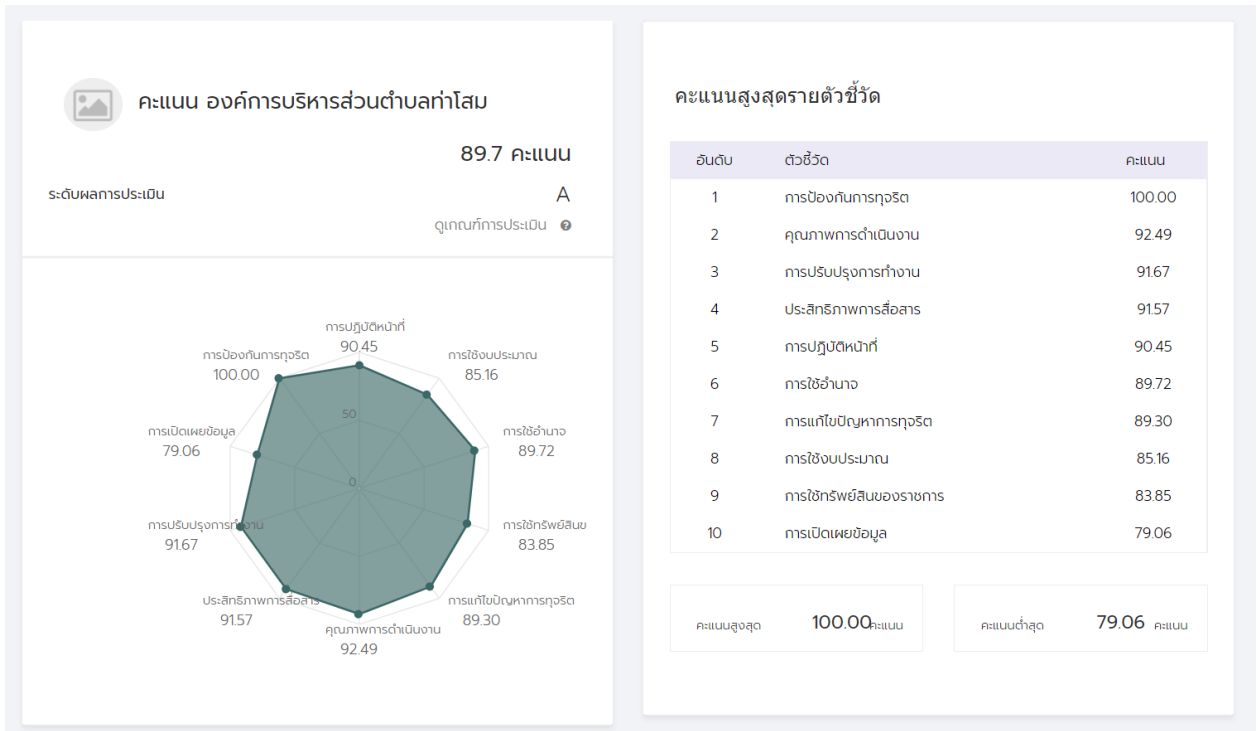 คะแนน องค์การบริหารส่วนตำบลท่าโสม
89.7 คะแนน
ระดับผลการประเมิน A
ดูเกณฑ์การประเมิน ?
การปฏิบัติหน้าที่
90.45
การป้องกันการทุจริต
100.00
การใช้งบประมาณ
85.16
50
การเปิดเผยข้อมูล
79.06
การใช้อำนาจ
89.72
0
การปรับปรุงการทำงาน
91.67
การใช้ทรัพย์สินข
83.85
ประสิทธิภาพการสื่อสาร
91.57
การแก้ไขปัญหาการทุจริต
89.30
คุณภาพการดำเนินงาน
92.49
คะแนนสูงสุดรายตัวชี้วัด
อันดับ ตัวชี้วัด คะแนน
1 การป้องกันการทุจริต 100.00
2 คุณภาพการดำเนินงาน 92.49
3 การปรับปรุงการทำงาน 91.67
4 ประสิทธิภาพการสื่อสาร 91.57
5 การปฏิบัติหน้าที่ 90.45
6 การใช้อำนาจ 89.72
7 การแก้ไขปัญหาการทุจริต 89.30
8 การใช้งบประมาณ 85.16
9 การใช้ทรัพย์สินของราชการ 83.85
10 การเปิดเผยข้อมูล 79.06
คะแนนสูงสุด 100.00 คะแนน
คะแนนต่ำสุด 79.06 คะแนน